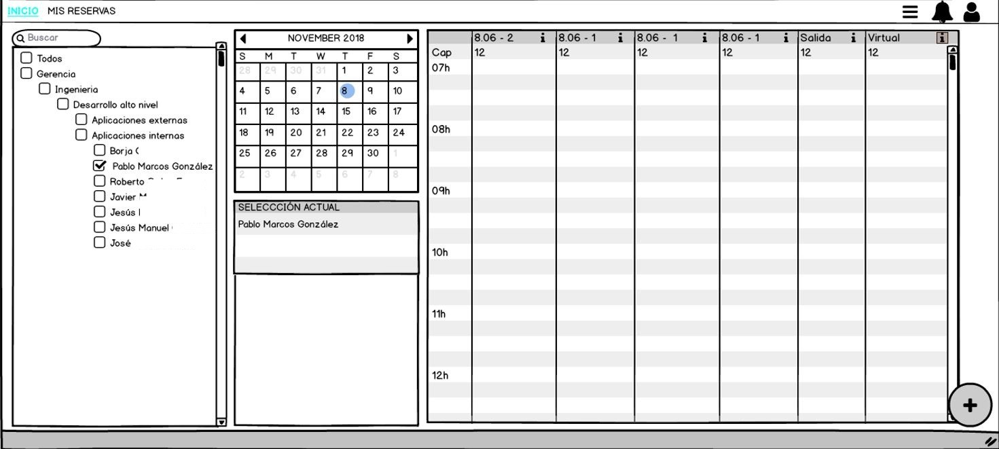 INICIO MIS RESERVAS
Buscar
Todos
Gerencia
Ingenieria
Desarrollo alto nivel
Aplicaciones externas
Aplicaciones internas
Borja
Pablo Marcos González
Roberto
Javier
Jesús
Jesús Manuel
José
NOVEMBER 2018
S M T W T F S
28 29 30 31 1 2 3
4 5 6 7 8 9 10
11 12 13 14 15 16 17
18 19 20 21 22 23 24
25 26 27 28 29 30 1
2 3 4 5 6 7 8
SELECCCIÓN ACTUAL
Pablo Marcos González
8.06 - 2 i 8.06 - 1 i 8.06 - 1 i 8.06 - 1 i Salida i Virtual i
Cap 12 12 12 12 12 12
07h
08h
09h
10h
11h
12h
+